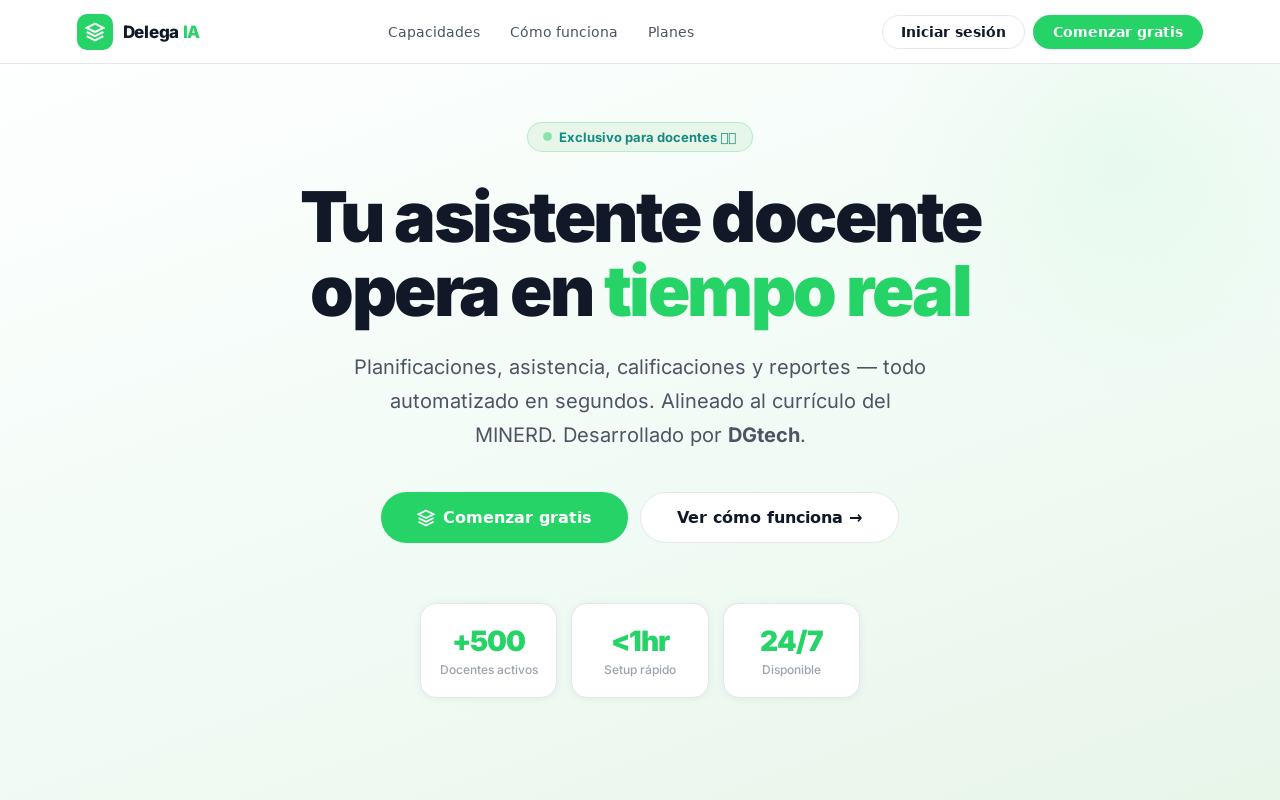 Delega IA
Capacidades
Cómo funciona
Planes
Iniciar sesión
Comenzar gratis
Exclusivo para docentes
Tu asistente docente
opera en tiempo real
Planificaciones, asistencia, calificaciones y reportes — todo
automatizado en segundos. Alineado al currículo del
MINERD. Desarrollado por DGtech.
Comenzar gratis
Ver cómo funciona →
+500
Docentes activos
<1hr
Setup rápido
24/7
Disponible